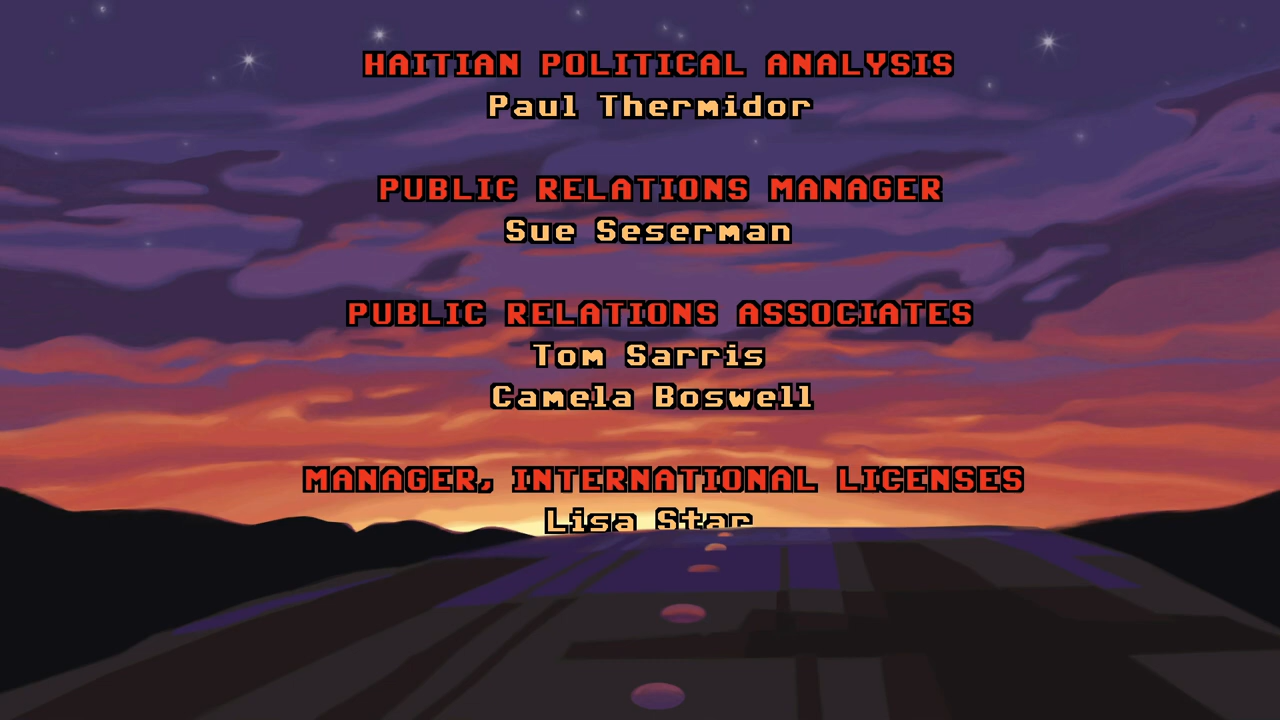 HAITIAN POLITICAL ANALYSIS
Paul Thermidor
PUBLIC RELATIONS MANAGER
Sue Seserman
PUBLIC RELATIONS ASSOCIATES
Tom Sarris
Camela Boswell
MANAGER, INTERNATIONAL LICENSES
Lisa Star